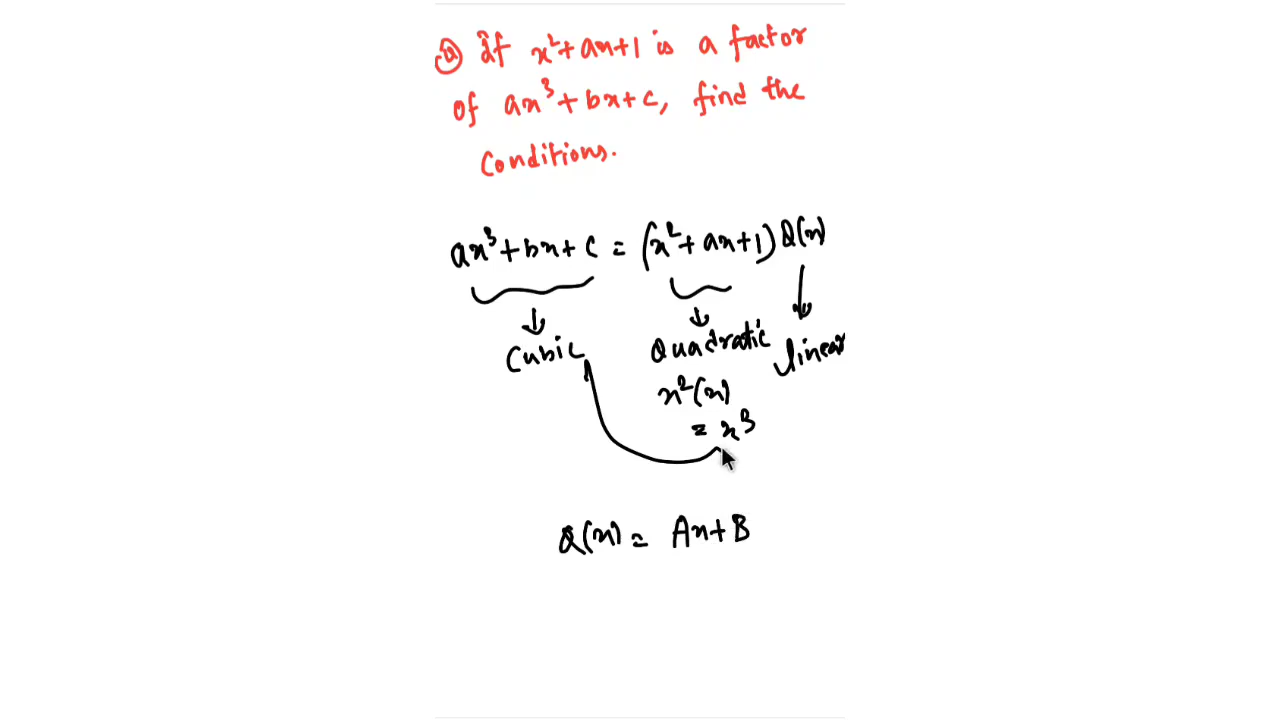 Q If x²+ax+1 is a factor
of ax³+bx+c, find the
conditions.
ax³+bx+c = (x²+ax+1) Q(x)
↓ ↓ ↓
Cubic Quadratic linear
x²(x)
= x³
Q(x) = Ax+B